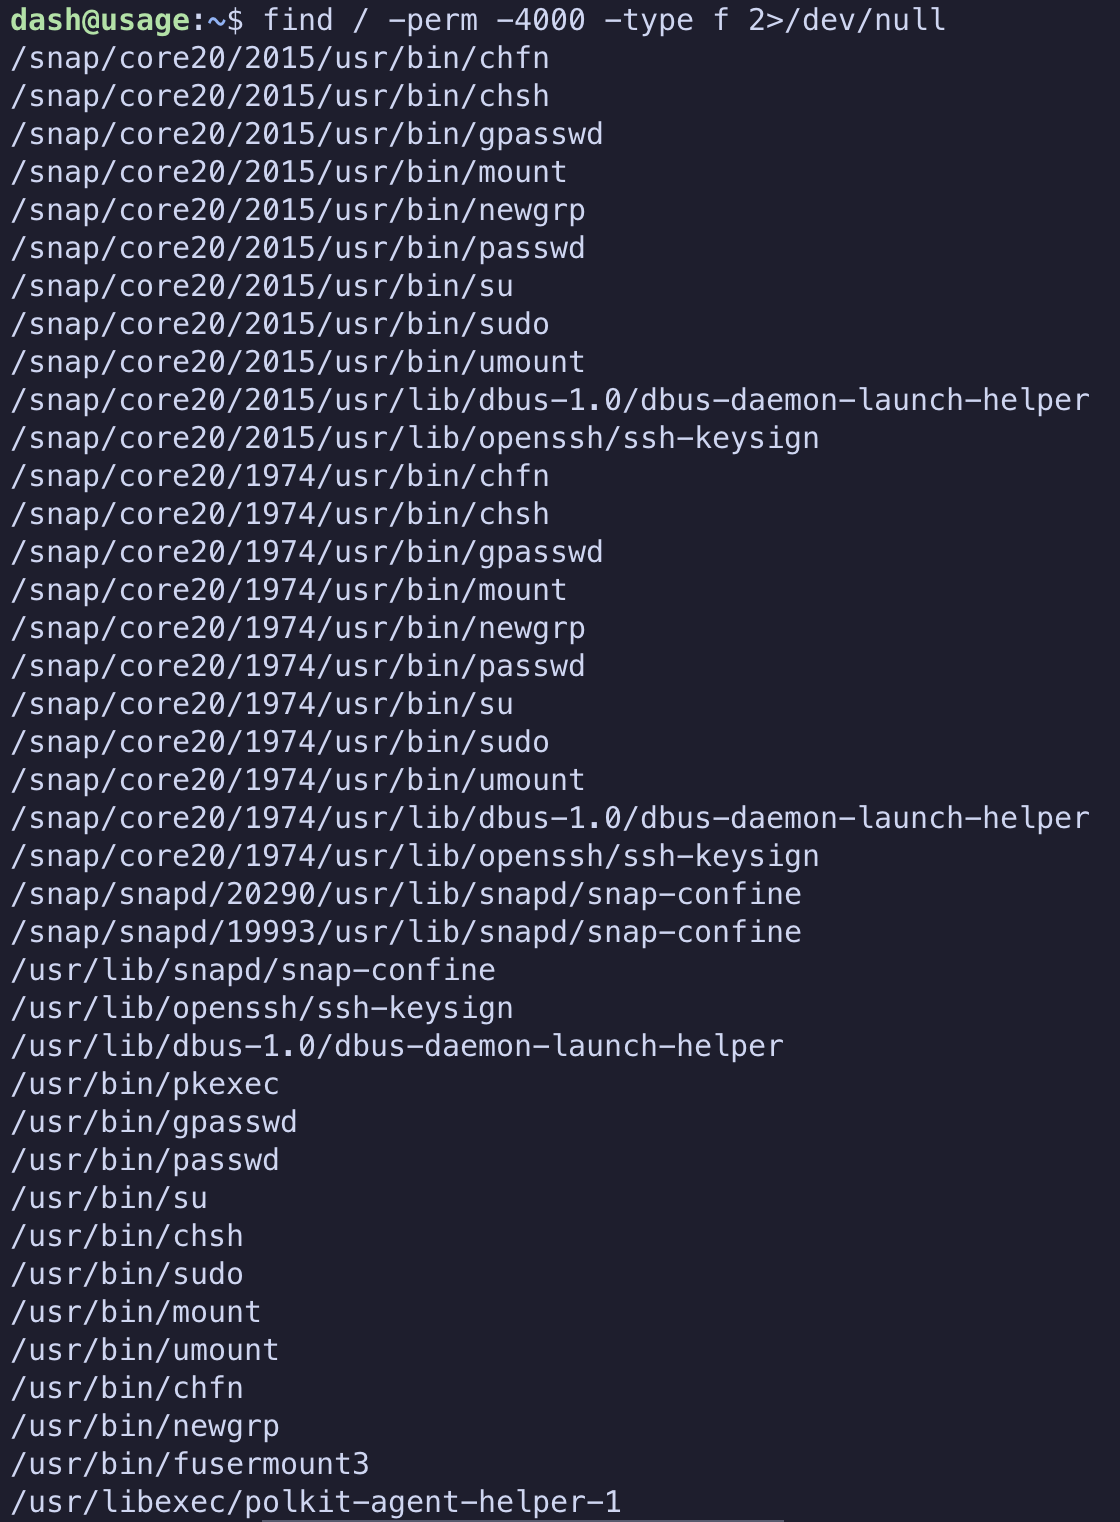 dash@usage:~$ find / -perm -4000 -type f 2>/dev/null
/snap/core20/2015/usr/bin/chfn
/snap/core20/2015/usr/bin/chsh
/snap/core20/2015/usr/bin/gpasswd
/snap/core20/2015/usr/bin/mount
/snap/core20/2015/usr/bin/newgrp
/snap/core20/2015/usr/bin/passwd
/snap/core20/2015/usr/bin/su
/snap/core20/2015/usr/bin/sudo
/snap/core20/2015/usr/bin/umount
/snap/core20/2015/usr/lib/dbus-1.0/dbus-daemon-launch-helper
/snap/core20/2015/usr/lib/openssh/ssh-keysign
/snap/core20/1974/usr/bin/chfn
/snap/core20/1974/usr/bin/chsh
/snap/core20/1974/usr/bin/gpasswd
/snap/core20/1974/usr/bin/mount
/snap/core20/1974/usr/bin/newgrp
/snap/core20/1974/usr/bin/passwd
/snap/core20/1974/usr/bin/su
/snap/core20/1974/usr/bin/sudo
/snap/core20/1974/usr/bin/umount
/snap/core20/1974/usr/lib/dbus-1.0/dbus-daemon-launch-helper
/snap/core20/1974/usr/lib/openssh/ssh-keysign
/snap/snapd/20290/usr/lib/snapd/snap-confine
/snap/snapd/19993/usr/lib/snapd/snap-confine
/usr/lib/snapd/snap-confine
/usr/lib/openssh/ssh-keysign
/usr/lib/dbus-1.0/dbus-daemon-launch-helper
/usr/bin/pkexec
/usr/bin/gpasswd
/usr/bin/passwd
/usr/bin/su
/usr/bin/chsh
/usr/bin/sudo
/usr/bin/mount
/usr/bin/umount
/usr/bin/chfn
/usr/bin/newgrp
/usr/bin/fusermount3
/usr/libexec/polkit-agent-helper-1